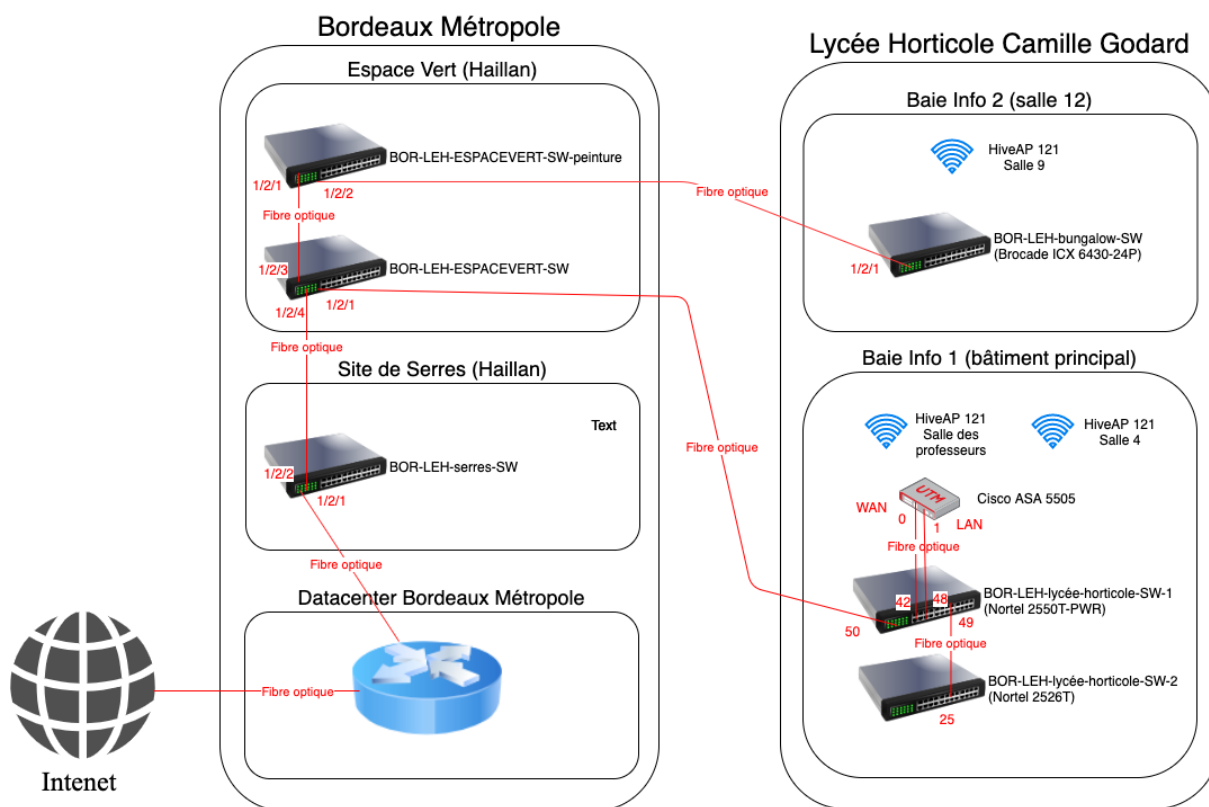 Bordeaux Métropole
Espace Vert (Haillan)
BOR-LEH-ESPACEVERT-SW-peinture
1/2/1
1/2/2
Fibre optique
1/2/3
BOR-LEH-ESPACEVERT-SW
1/2/4
1/2/1
Fibre optique
Site de Serres (Haillan)
Text
1/2/2
BOR-LEH-serres-SW
1/2/1
Fibre optique
Datacenter Bordeaux Métropole
Fibre optique
Intenet
Fibre optique
Fibre optique
Lycée Horticole Camille Godard
Baie Info 2 (salle 12)
HiveAP 121
Salle 9
BOR-LEH-bungalow-SW
(Brocade ICX 6430-24P)
1/2/1
Baie Info 1 (bâtiment principal)
HiveAP 121
Salle des
professeurs
HiveAP 121
Salle 4
UTM
Cisco ASA 5505
WAN
0
1
LAN
Fibre optique
42
48
BOR-LEH-lycée-horticole-SW-1
(Nortel 2550T-PWR)
50
49
Fibre optique
BOR-LEH-lycée-horticole-SW-2
(Nortel 2526T)
25